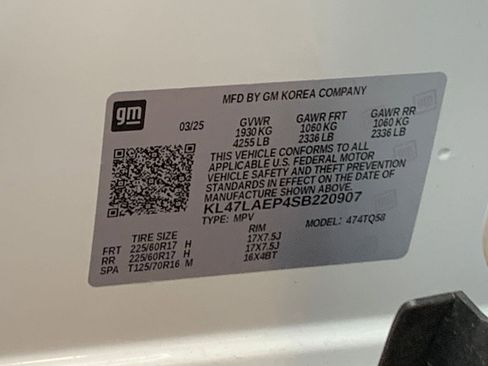 MFD BY GM KOREA COMPANY
gm
03/25
GVWR GAWR FRT GAWR RR
1930 KG 1060 KG 1060 KG
4255 LB 2336 LB 2336 LB
THIS VEHICLE CONFORMS TO ALL
APPLICABLE U.S. FEDERAL MOTOR
VEHICLE SAFETY AND THEFT PREVENTION
STANDARDS IN EFFECT ON THE DATE OF
MANUFACTURE SHOWN ABOVE.
KL47LAEP4SB220907
TYPE: MPV MODEL: 474TQ58
TIRE SIZE RIM
FRT 225/60R17 H 17X7.5J
RR 225/60R17 H 17X7.5J
SPA T125/70R16 M 16X4BT